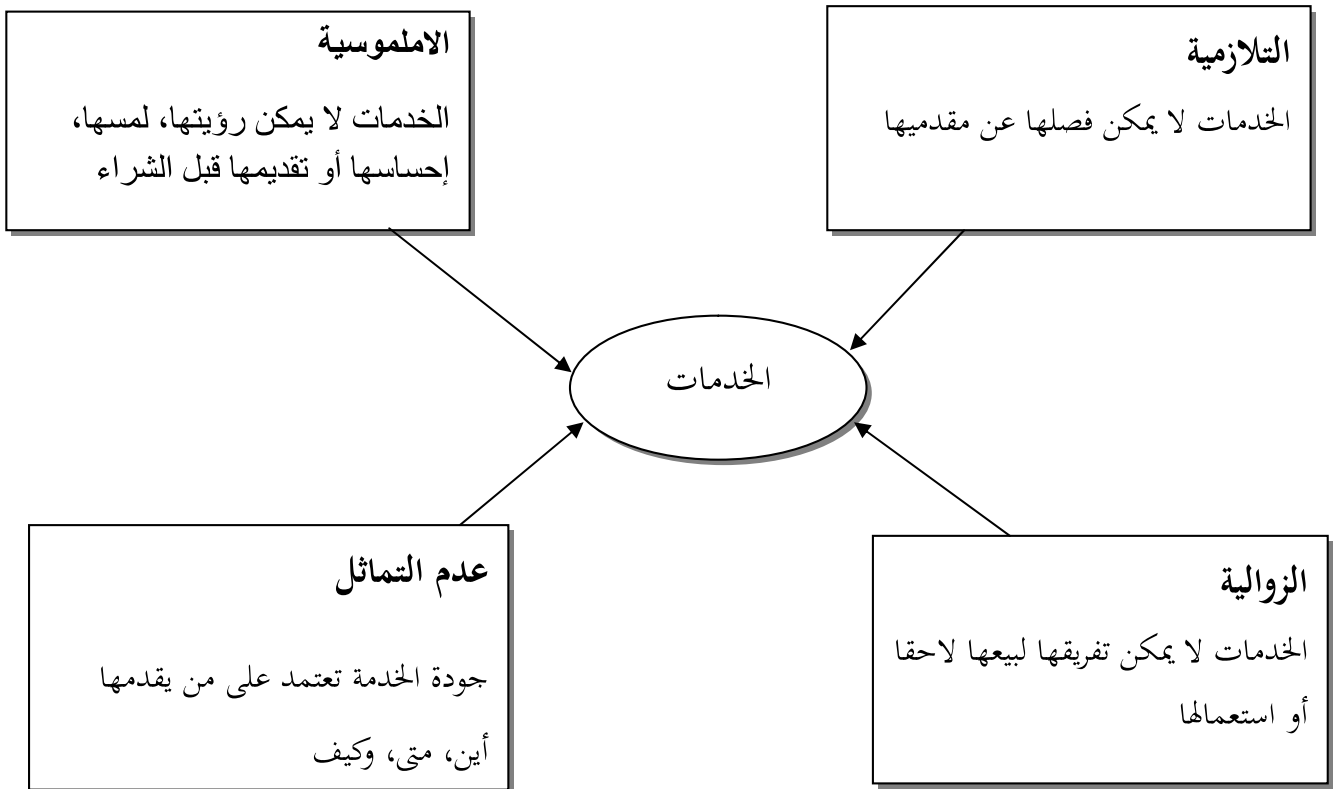 التلازمية
الخدمات لا يمكن فصلها عن مقدميها
الاملموسية
الخدمات لا يمكن رؤيتها، لمسها،
إحساسها أو تقديمها قبل الشراء
الخدمات
الزوالية
الخدمات لا يمكن تفريقها لبيعها لاحقا
أو استعمالها
عدم التماثل
جودة الخدمة تعتمد على من يقدمها
أين، متى، وكيف